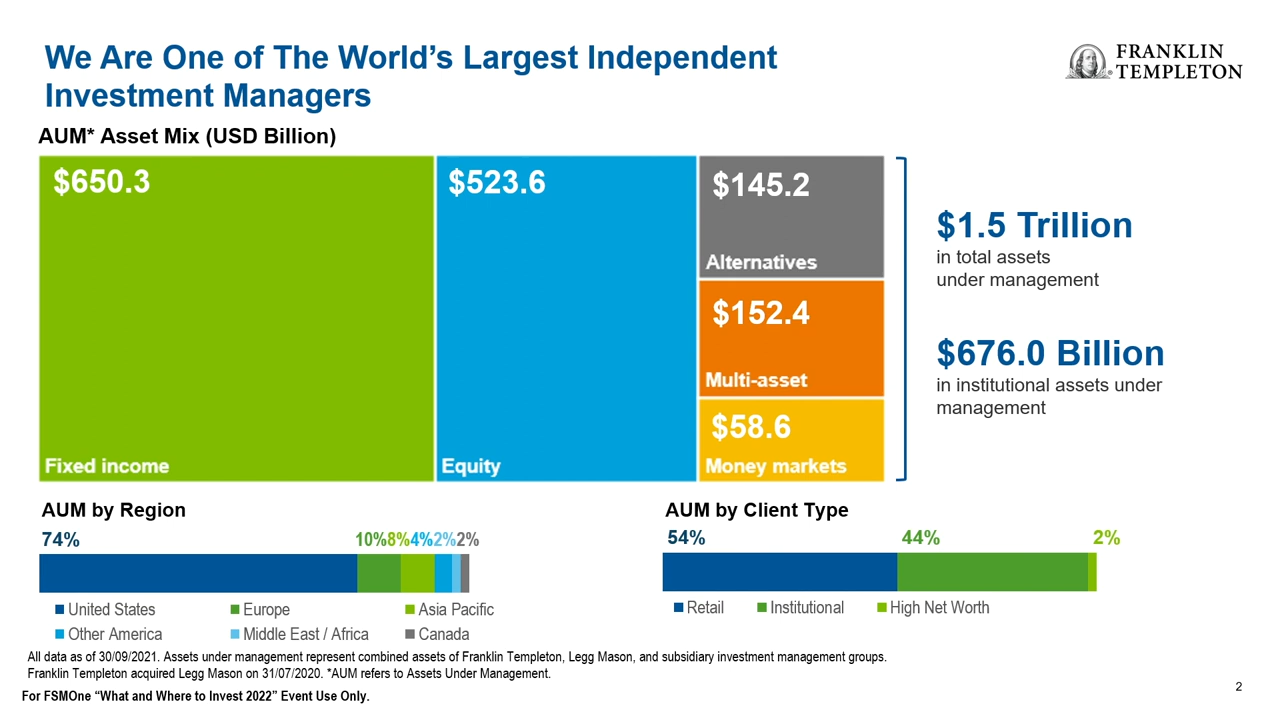 We Are One of The World’s Largest Independent
Investment Managers
FRANKLIN
TEMPLETON
AUM* Asset Mix (USD Billion)
$650.3
Fixed income
$523.6
Equity
$145.2
Alternatives
$152.4
Multi-asset
$58.6
Money markets
$1.5 Trillion
in total assets
under management
$676.0 Billion
in institutional assets under
management
AUM by Region
74% 10% 8% 4% 2% 2%
United States Europe Asia Pacific
Other America Middle East / Africa Canada
AUM by Client Type
54% 44% 2%
Retail Institutional High Net Worth
All data as of 30/09/2021. Assets under management represent combined assets of Franklin Templeton, Legg Mason, and subsidiary investment management groups.
Franklin Templeton acquired Legg Mason on 31/07/2020. *AUM refers to Assets Under Management.
For FSMOne “What and Where to Invest 2022” Event Use Only.
2